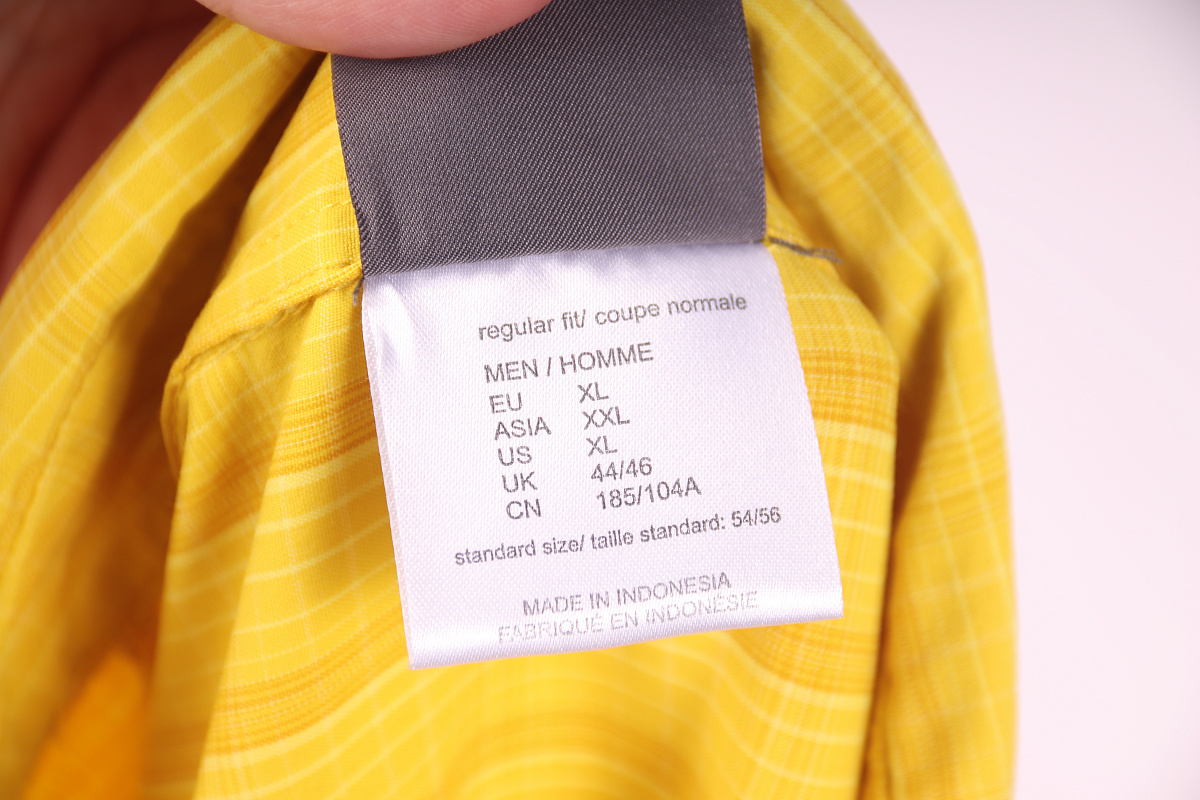 regular fit/ coupe normale
MEN / HOMME
EU XL
ASIA XXL
US XL
UK 44/46
CN 185/104A
standard size/ taille standard: 54/56
MADE IN INDONESIA
FABRIQUÉ EN INDONÉSIE